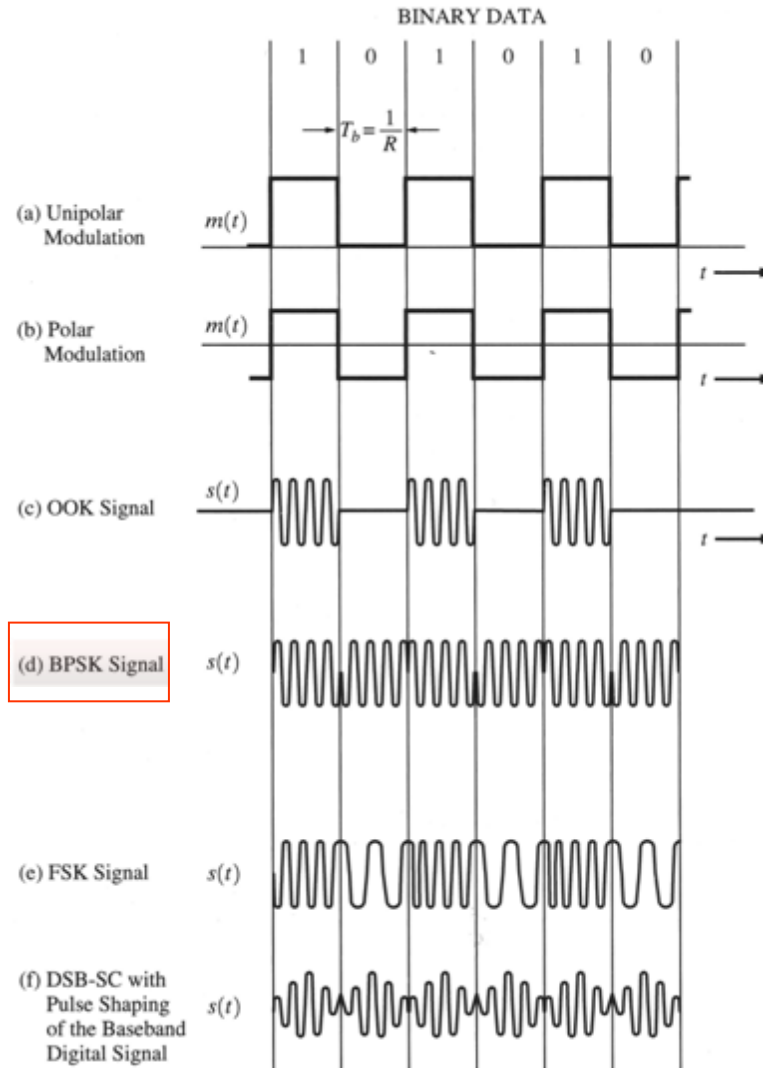 BINARY DATA
1 0 1 0 1 0
T_b = 1/R
(a) Unipolar
Modulation
m(t)
t
(b) Polar
Modulation
m(t)
t
(c) OOK Signal
s(t)
t
(d) BPSK Signal
s(t)
(e) FSK Signal
s(t)
(f) DSB-SC with
Pulse Shaping
of the Baseband
Digital Signal
s(t)